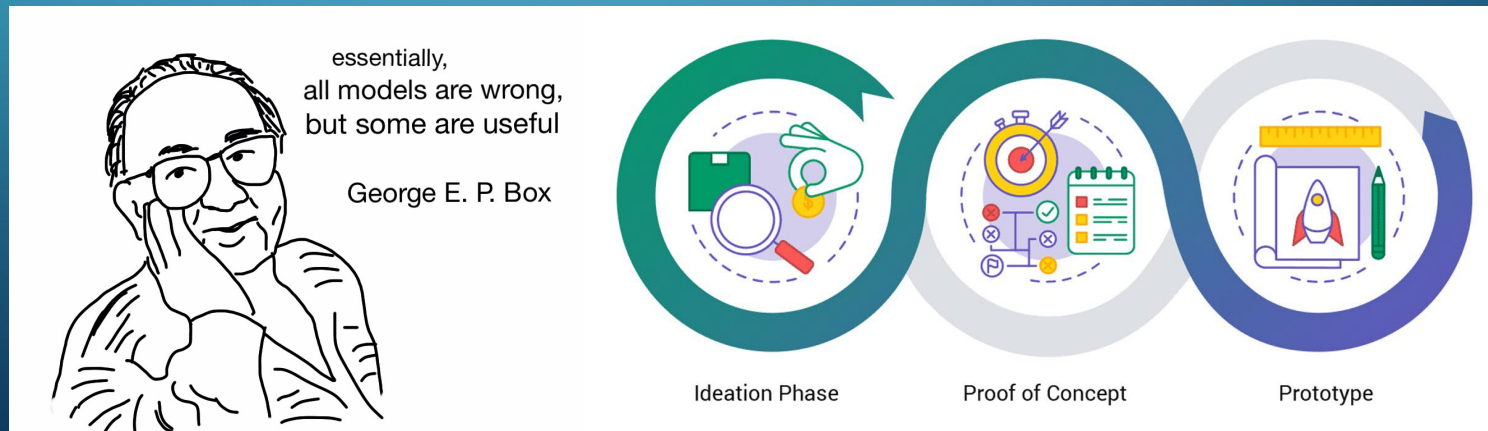 essentially,
all models are wrong,
but some are useful
George E. P. Box
Ideation Phase
Proof of Concept
Prototype